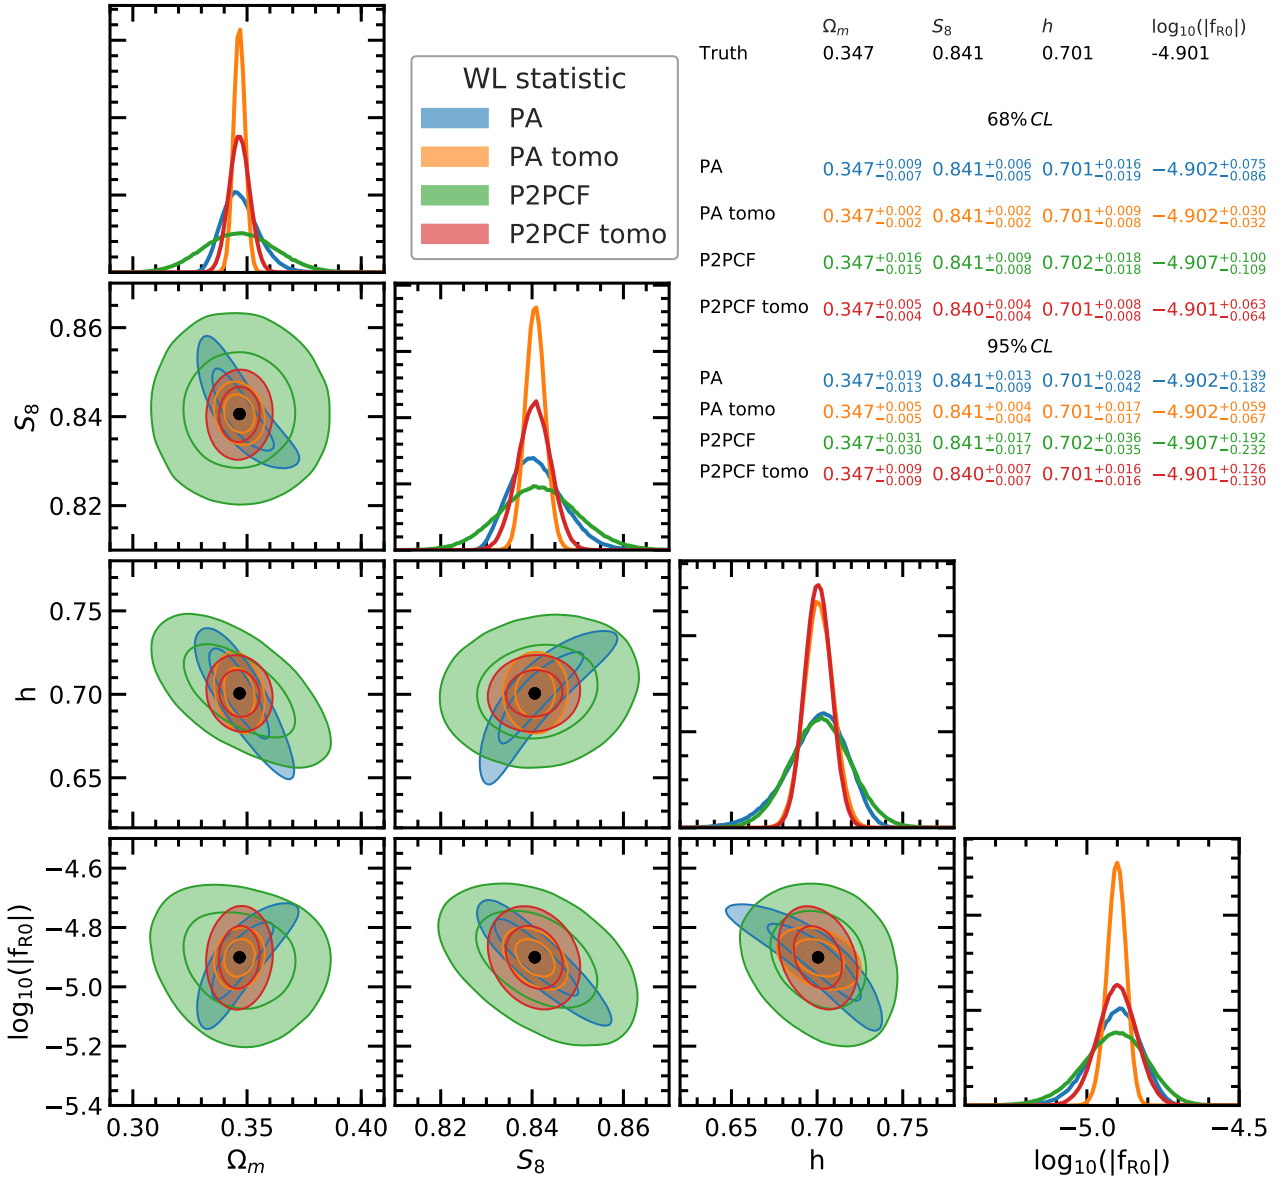 Ω_m S_8 h log_10(|f_R0|)
Truth 0.347 0.841 0.701 -4.901
68% CL
PA 0.347^{+0.009}_{−0.007} 0.841^{+0.006}_{−0.005} 0.701^{+0.016}_{−0.019} −4.902^{+0.075}_{−0.086}
PA tomo 0.347^{+0.002}_{−0.002} 0.841^{+0.002}_{−0.002} 0.701^{+0.009}_{−0.008} −4.902^{+0.030}_{−0.032}
P2PCF 0.347^{+0.016}_{−0.015} 0.841^{+0.009}_{−0.008} 0.702^{+0.018}_{−0.018} −4.907^{+0.100}_{−0.109}
P2PCF tomo 0.347^{+0.005}_{−0.004} 0.840^{+0.004}_{−0.004} 0.701^{+0.008}_{−0.008} −4.901^{+0.063}_{−0.064}
95% CL
PA 0.347^{+0.019}_{−0.013} 0.841^{+0.013}_{−0.009} 0.701^{+0.028}_{−0.042} −4.902^{+0.139}_{−0.182}
PA tomo 0.347^{+0.005}_{−0.005} 0.841^{+0.004}_{−0.004} 0.701^{+0.017}_{−0.017} −4.902^{+0.059}_{−0.067}
P2PCF 0.347^{+0.031}_{−0.030} 0.841^{+0.017}_{−0.017} 0.702^{+0.036}_{−0.035} −4.907^{+0.192}_{−0.232}
P2PCF tomo 0.347^{+0.009}_{−0.009} 0.840^{+0.007}_{−0.007} 0.701^{+0.016}_{−0.016} −4.901^{+0.126}_{−0.130}
WL statistic
PA
PA tomo
P2PCF
P2PCF tomo
0.86
0.84
0.82
S_8
0.75
0.70
0.65
h
−4.6
−4.8
−5.0
−5.2
−5.4
log_10(|f_R0|)
0.30 0.35 0.40 0.82 0.84 0.86 0.65 0.70 0.75 −5.0 −4.5
Ω_m S_8 h log_10(|f_R0|)